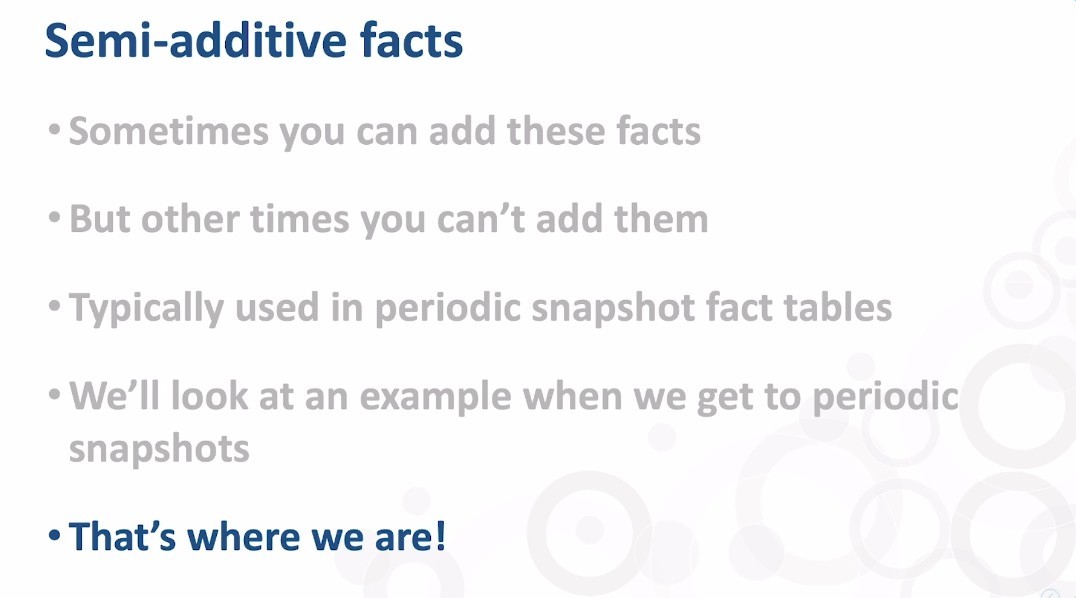 Semi-additive facts
• Sometimes you can add these facts
• But other times you can’t add them
• Typically used in periodic snapshot fact tables
• We’ll look at an example when we get to periodic
snapshots
• That’s where we are!